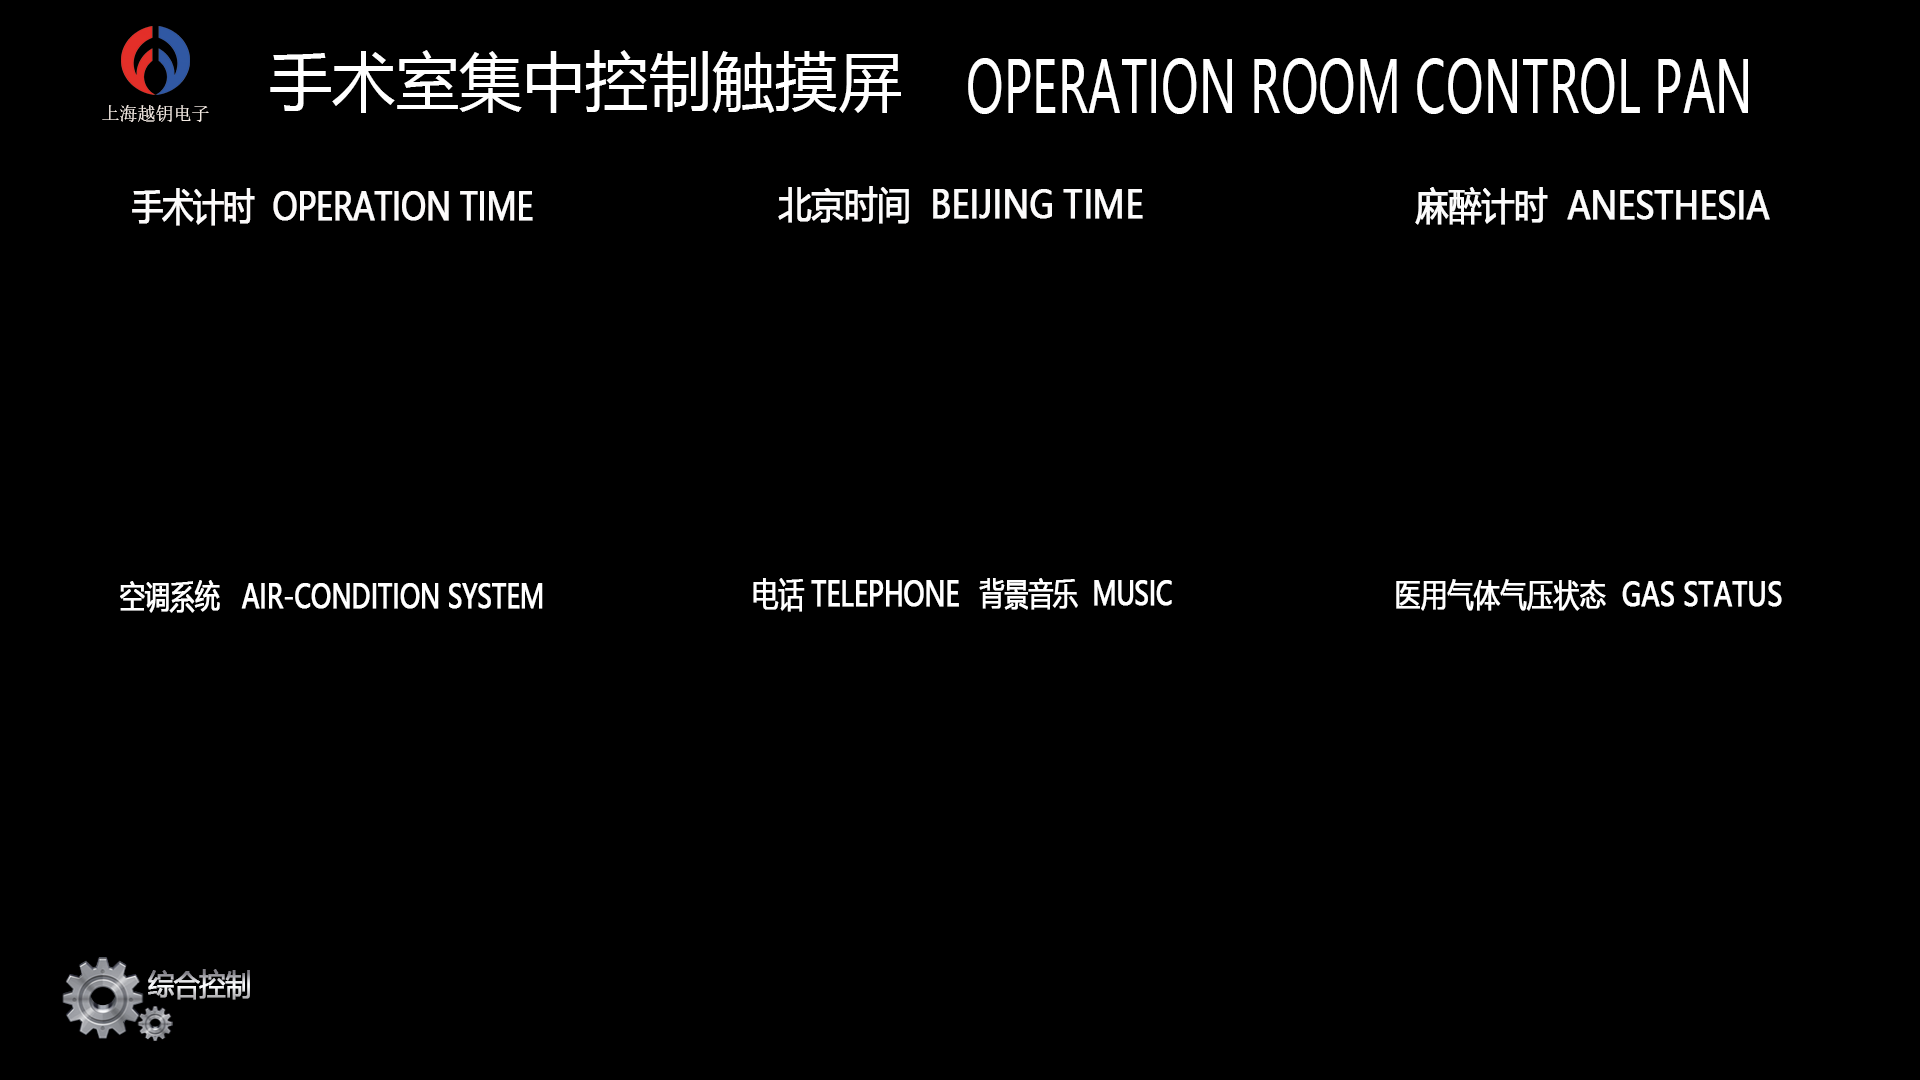 上海越钥电子
手术室集中控制触摸屏 OPERATION ROOM CONTROL PAN
手术计时 OPERATION TIME
北京时间 BEIJING TIME
麻醉计时 ANESTHESIA
空调系统 AIR-CONDITION SYSTEM
电话 TELEPHONE 背景音乐 MUSIC
医用气体气压状态 GAS STATUS
综合控制